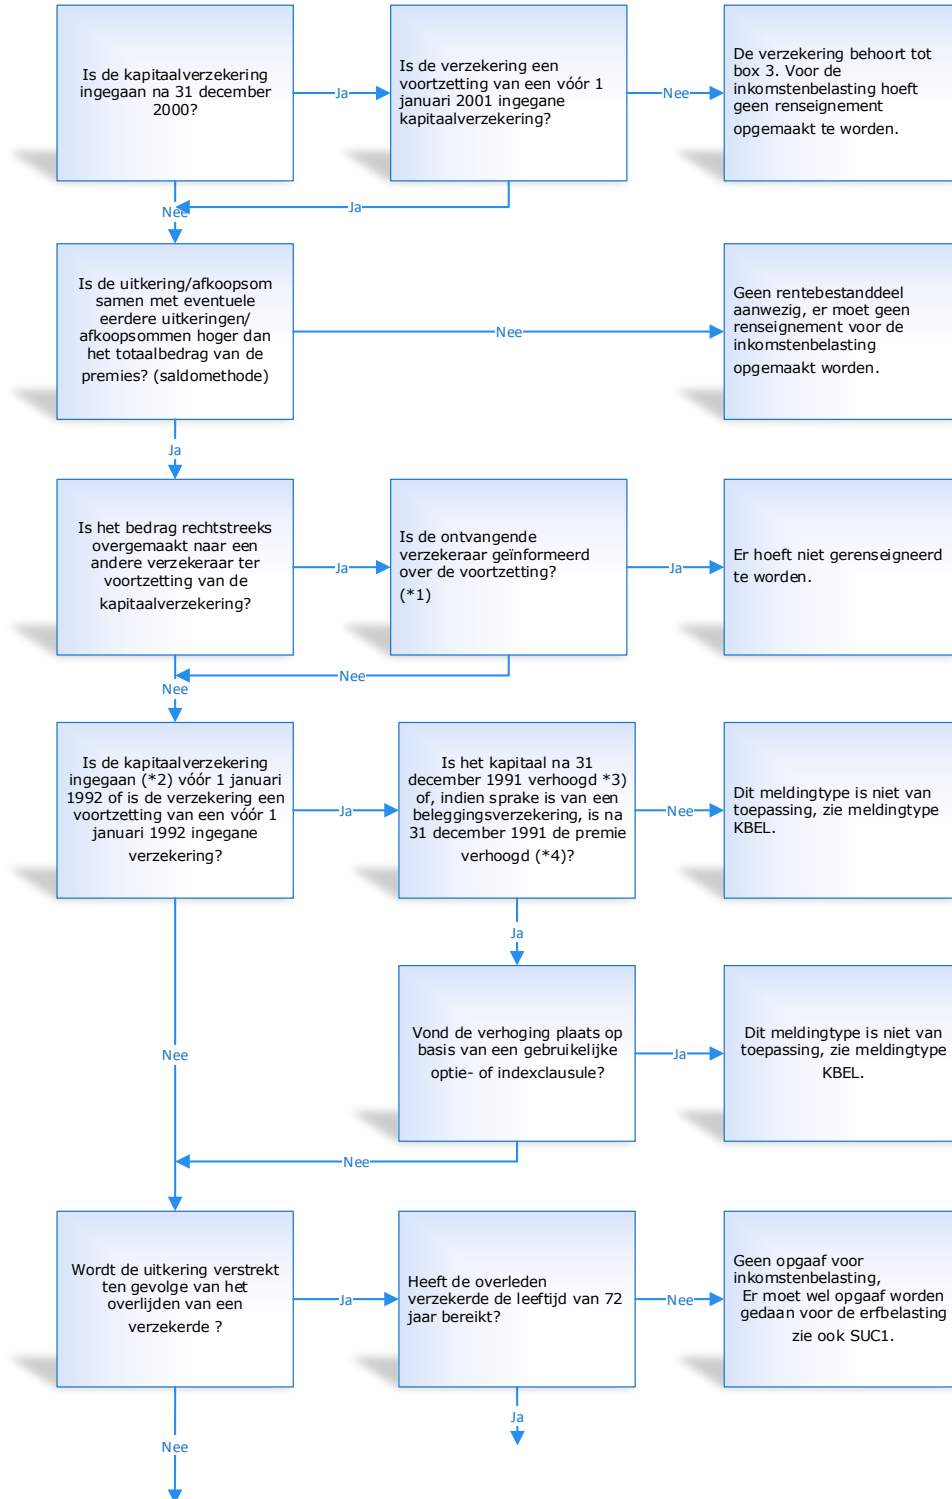 Is de kapitaalverzekering
ingegaan na 31 december
2000?
Ja
Is de verzekering een
voortzetting van een vóór 1
januari 2001 ingegane
kapitaalverzekering?
Nee
De verzekering behoort tot
box 3. Voor de
inkomstenbelasting hoeft
geen renseignement
opgemaakt te worden.
Nee
Ja
Is de uitkering/afkoopsom
samen met eventuele
eerdere uitkeringen/
afkoopsommen hoger dan
het totaalbedrag van de
premies? (saldomethode)
Nee
Geen rentebestanddeel
aanwezig, er moet geen
renseignement voor de
inkomstenbelasting
opgemaakt worden.
Ja
Is het bedrag rechtstreeks
overgemaakt naar een
andere verzekeraar ter
voortzetting van de
kapitaalverzekering?
Ja
Is de ontvangende
verzekeraar geïnformeerd
over de voortzetting?
(*1)
Ja
Er hoeft niet gerenseigneerd
te worden.
Nee
Nee
Is de kapitaalverzekering
ingegaan (*2) vóór 1 januari
1992 of is de verzekering een
voortzetting van een vóór 1
januari 1992 ingegane
verzekering?
Ja
Is het kapitaal na 31
december 1991 verhoogd *3)
of, indien sprake is van een
beleggingsverzekering, is na
31 december 1991 de premie
verhoogd (*4)?
Nee
Dit meldingtype is niet van
toepassing, zie meldingtype
KBEL.
Ja
Nee
Vond de verhoging plaats op
basis van een gebruikelijke
optie- of indexclausule?
Ja
Dit meldingtype is niet van
toepassing, zie meldingtype
KBEL.
Nee
Wordt de uitkering verstrekt
ten gevolge van het
overlijden van een
verzekerde ?
Ja
Heeft de overleden
verzekerde de leeftijd van 72
jaar bereikt?
Nee
Geen opgaaf voor
inkomstenbelasting,
Er moet wel opgaaf worden
gedaan voor de erfbelasting
zie ook SUC1.
Ja
Nee